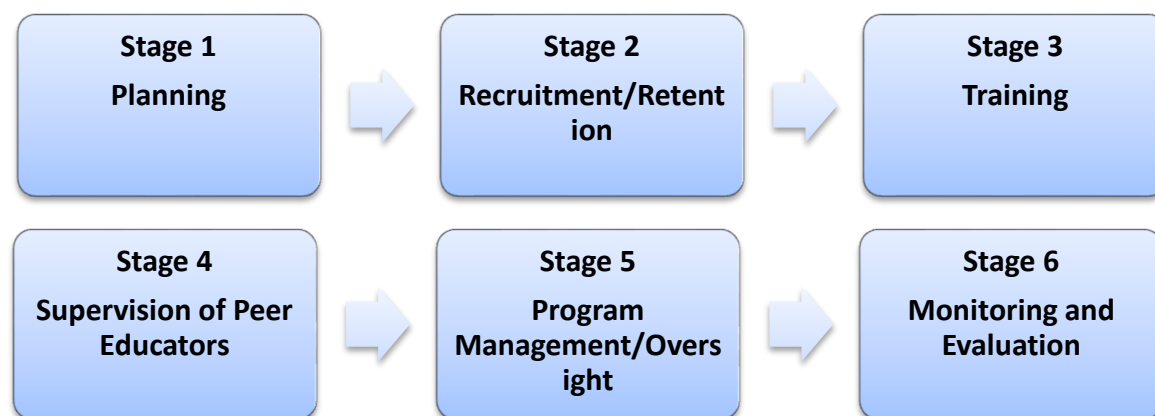 Stage 1
Planning
Stage 2
Recruitment/Retent
ion
Stage 3
Training
Stage 4
Supervision of Peer
Educators
Stage 5
Program
Management/Overs
ight
Stage 6
Monitoring and
Evaluation